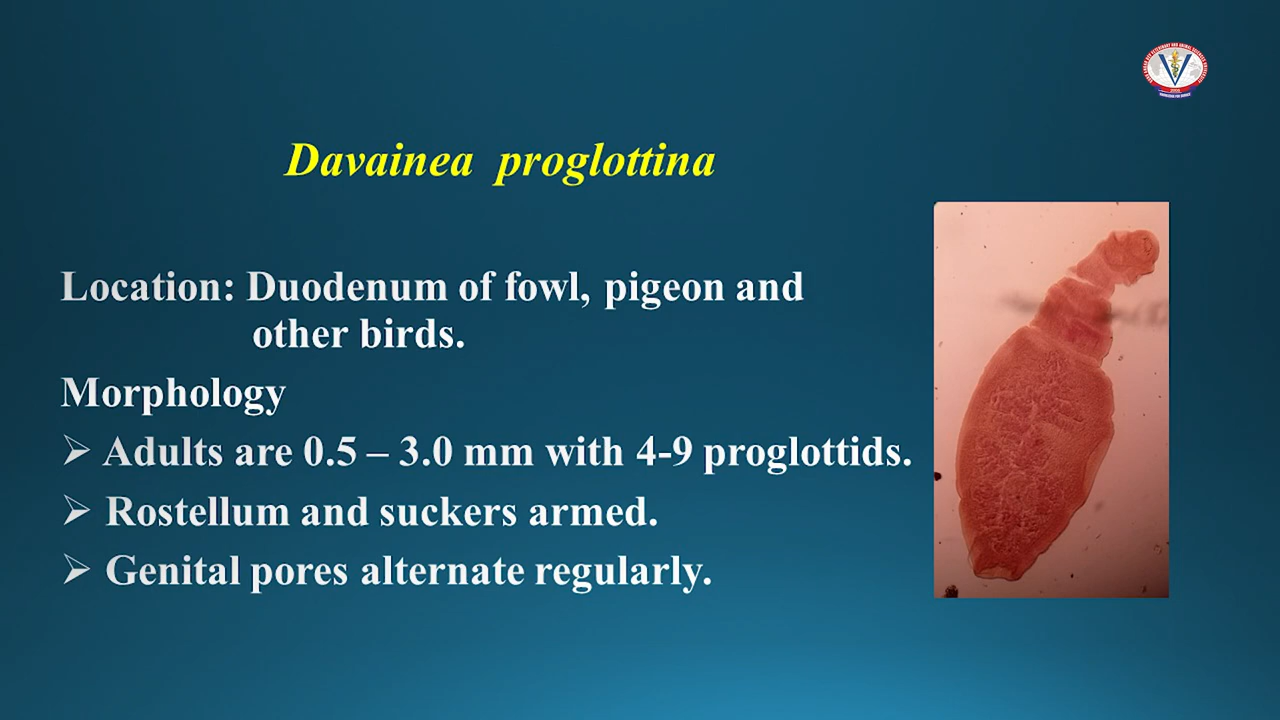 Davainea proglottina
Location: Duodenum of fowl, pigeon and
other birds.
Morphology
➢ Adults are 0.5 – 3.0 mm with 4-9 proglottids.
➢ Rostellum and suckers armed.
➢ Genital pores alternate regularly.